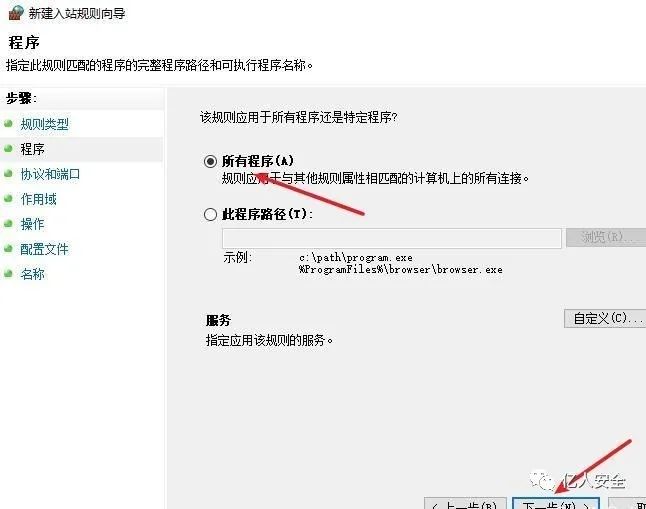 新建入站规则向导
程序
指定此规则匹配的程序的完整程序路径和可执行程序名称。
步骤:
规则类型
程序
协议和端口
作用域
操作
配置文件
名称
该规则应用于所有程序还是特定程序?
所有程序(A)
规则应用于与其他规则属性相匹配的计算机上的所有连接。
此程序路径(T):
浏览(R)...
示例: c:\path\program.exe
%ProgramFiles%\browser\browser.exe
服务
指定应用该规则的服务。
自定义(C)...
亿人安全
< 上一步(B) 下一步(N) >